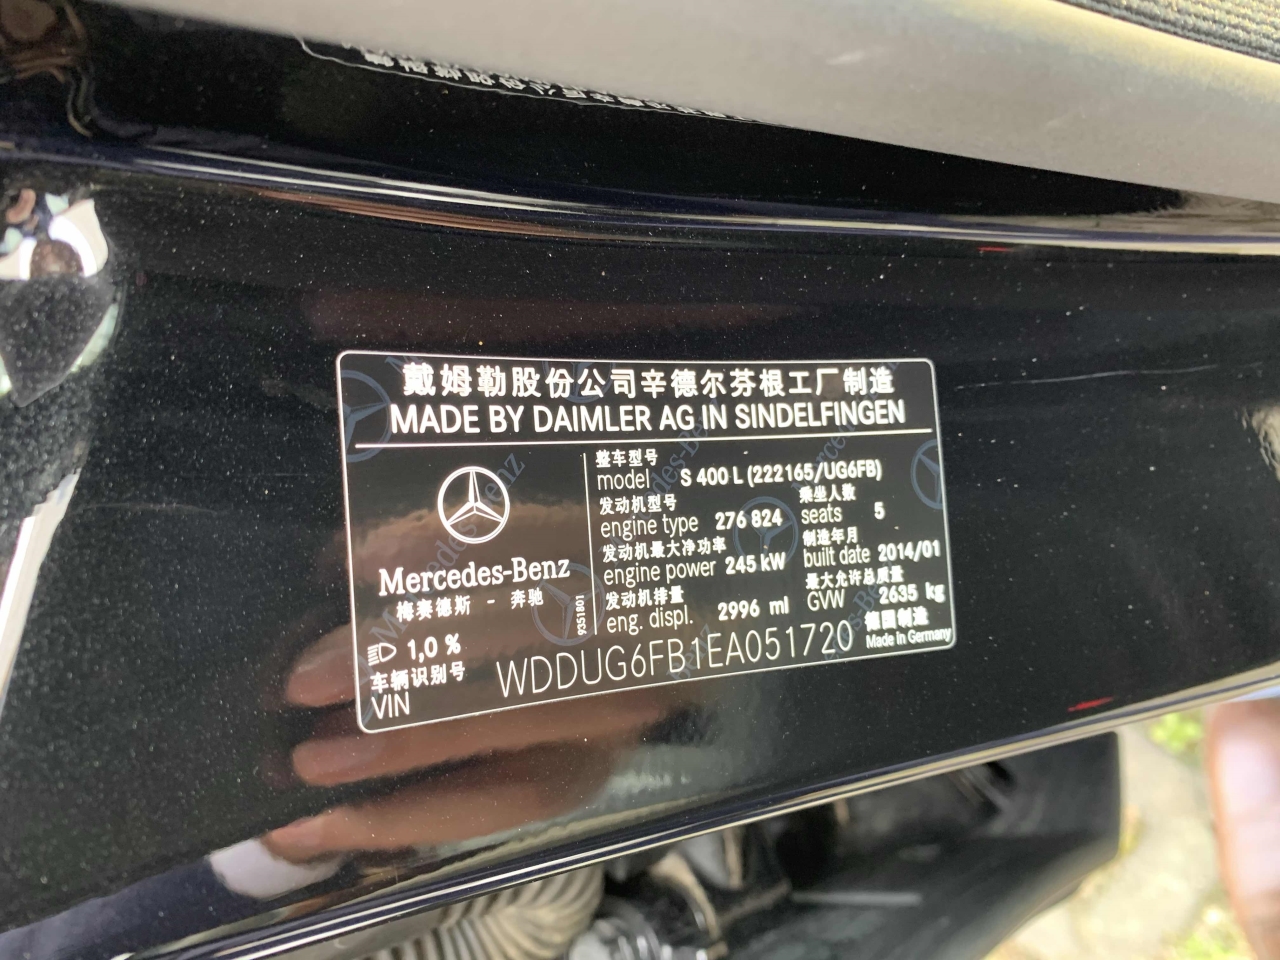 戴姆勒股份公司辛德尔芬根工厂制造
MADE BY DAIMLER AG IN SINDELFINGEN
Mercedes-Benz
梅赛德斯 - 奔驰
9351801
1,0 %
整车型号
model S 400 L (222165/UG6FB)
发动机型号 乘坐人数
engine type 276 824 seats 5
发动机最大净功率 制造年月
engine power 245 kW built date 2014/01
发动机排量 最大允许总质量
eng. displ. 2996 ml GVW 2635 kg
德国制造
Made in Germany
车辆识别号
VIN WDDUG6FB1EA051720